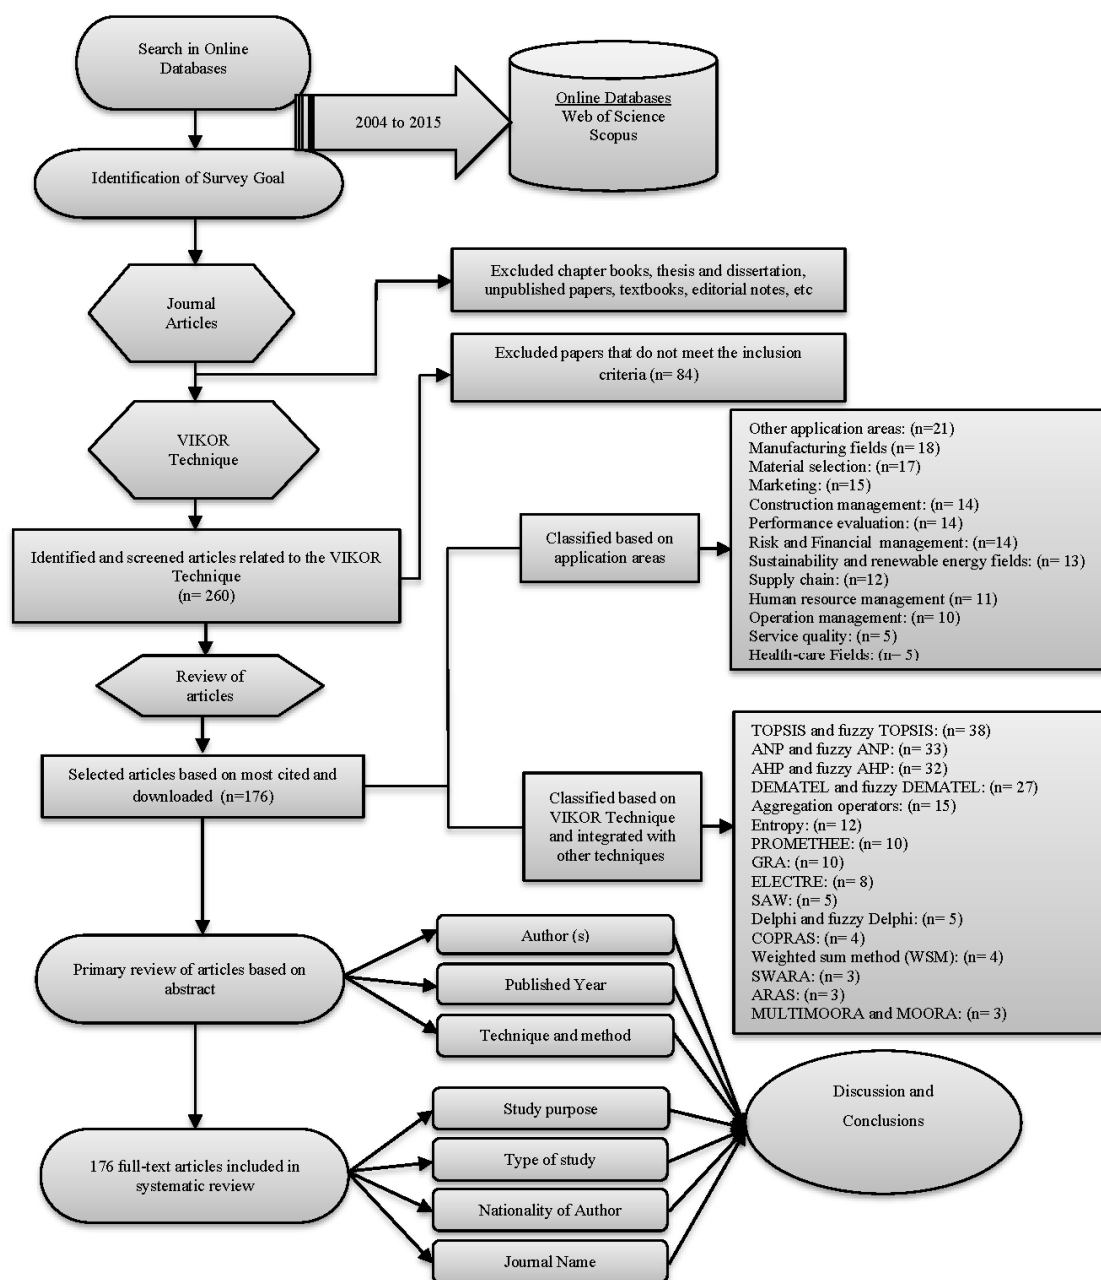 Search in Online
Databases
2004 to 2015
Online Databases
Web of Science
Scopus
Identification of Survey Goal
Journal
Articles
Excluded chapter books, thesis and dissertation,
unpublished papers, textbooks, editorial notes, etc
Excluded papers that do not meet the inclusion
criteria (n= 84)
VIKOR
Technique
Identified and screened articles related to the VIKOR
Technique
(n= 260)
Classified based on
application areas
Other application areas: (n=21)
Manufacturing fields (n= 18)
Material selection: (n=17)
Marketing: (n=15)
Construction management: (n= 14)
Performance evaluation: (n= 14)
Risk and Financial management: (n=14)
Sustainability and renewable energy fields: (n= 13)
Supply chain: (n=12)
Human resource management (n= 11)
Operation management: (n= 10)
Service quality: (n= 5)
Health-care Fields: (n= 5)
Review of
articles
Selected articles based on most cited and
downloaded (n=176)
Classified based on
VIKOR Technique
and integrated with
other techniques
TOPSIS and fuzzy TOPSIS: (n= 38)
ANP and fuzzy ANP: (n= 33)
AHP and fuzzy AHP: (n= 32)
DEMATEL and fuzzy DEMATEL: (n= 27)
Aggregation operators: (n= 15)
Entropy: (n= 12)
PROMETHEE: (n= 10)
GRA: (n= 10)
ELECTRE: (n= 8)
SAW: (n= 5)
Delphi and fuzzy Delphi: (n= 5)
COPRAS: (n= 4)
Weighted sum method (WSM): (n= 4)
SWARA: (n= 3)
ARAS: (n= 3)
MULTIMOORA and MOORA: (n= 3)
Primary review of articles based on
abstract
Author (s)
Published Year
Technique and method
176 full-text articles included in
systematic review
Study purpose
Type of study
Nationality of Author
Journal Name
Discussion and
Conclusions